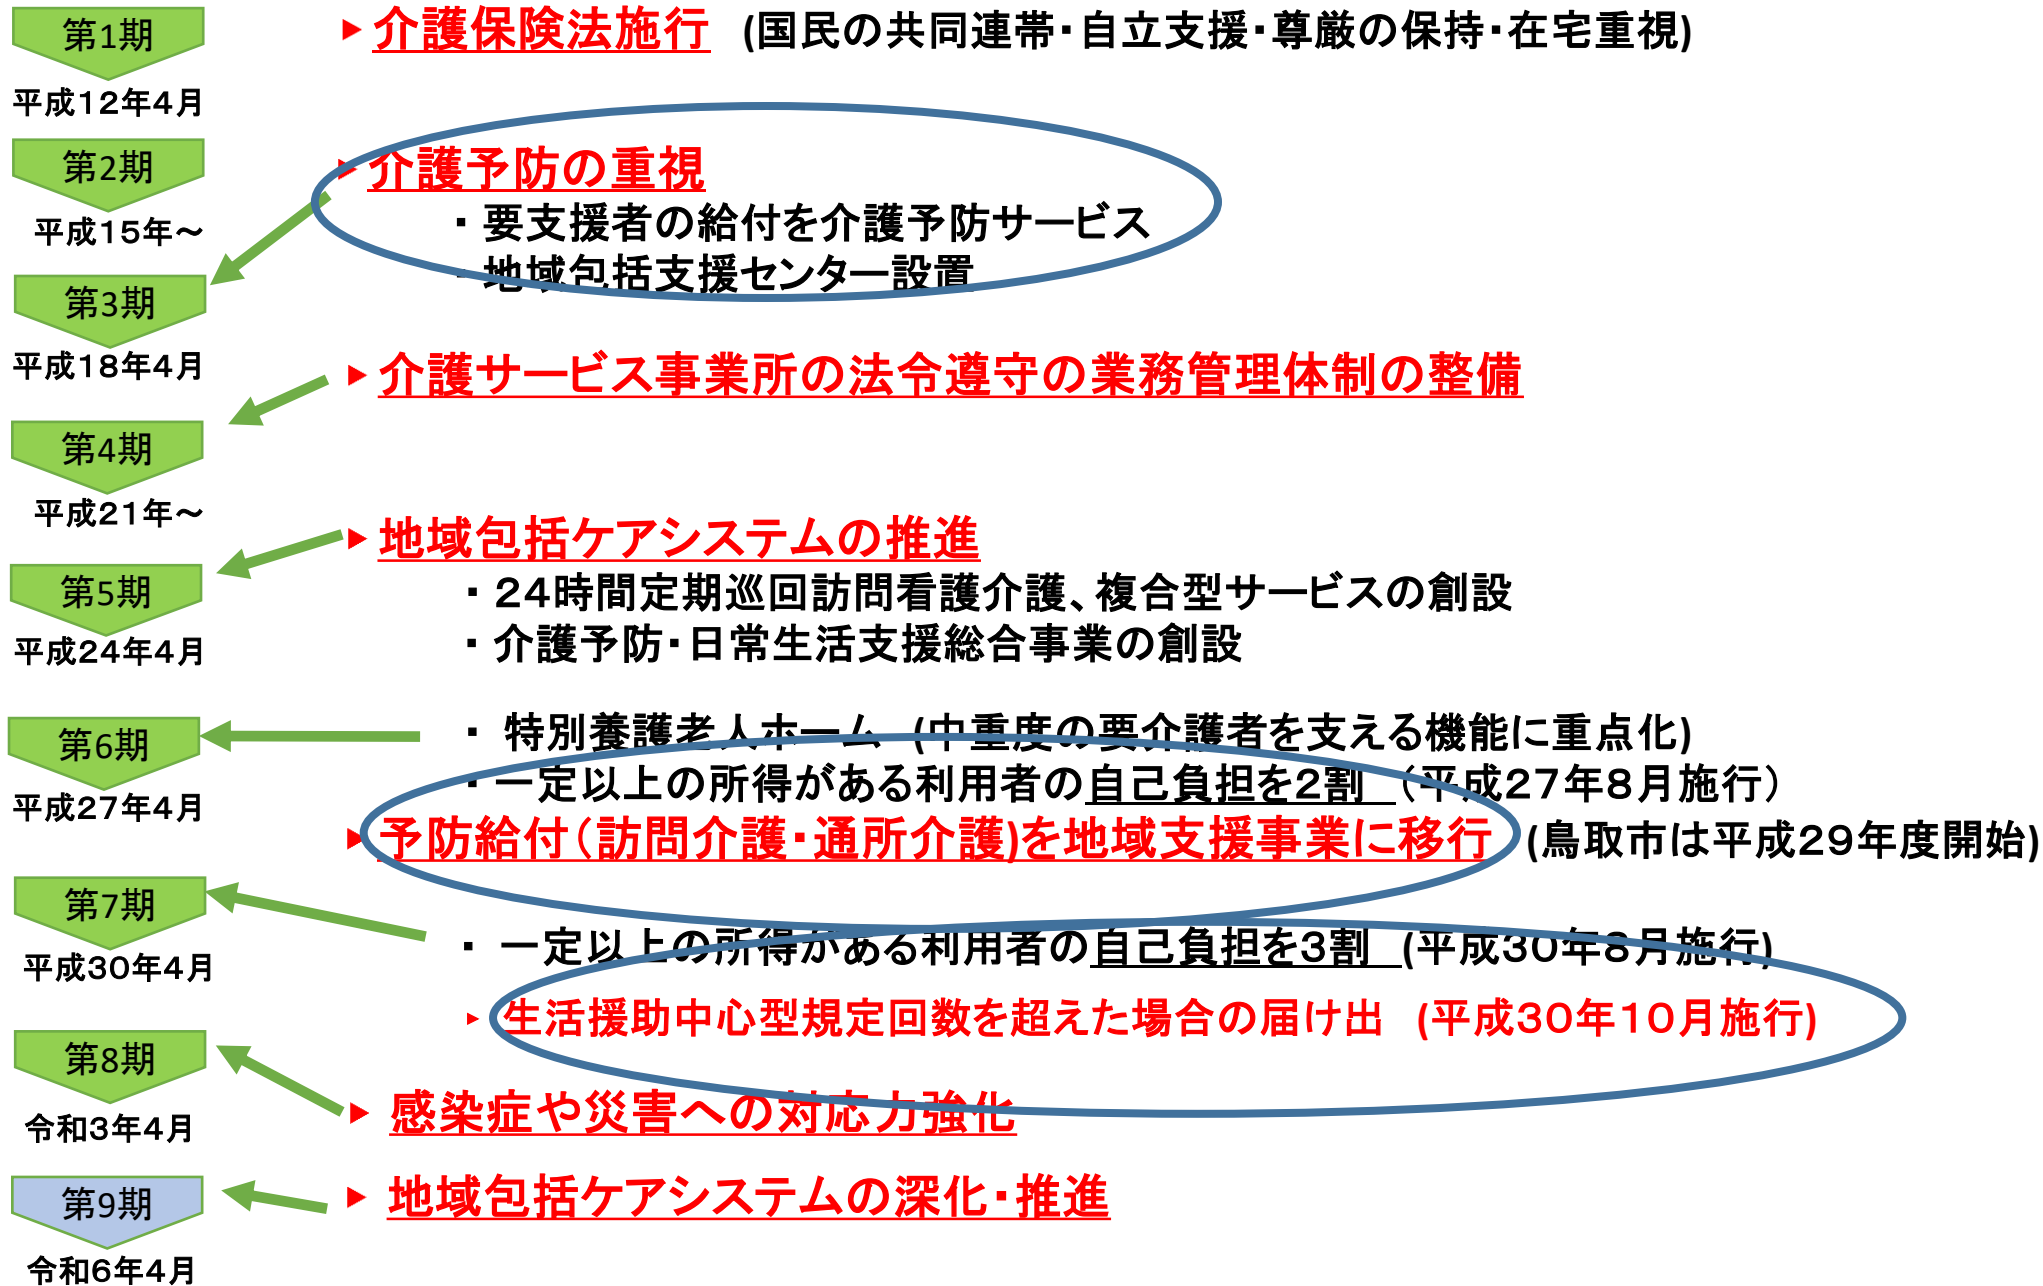 第1期
▶介護保険法施行 (国民の共同連帯・自立支援・尊厳の保持・在宅重視)
平成12年4月
第2期
▶介護予防の重視
平成15年～
・要支援者の給付を介護予防サービス
・地域包括支援センター設置
第3期
平成18年4月
▶介護サービス事業所の法令遵守の業務管理体制の整備
第4期
平成21年～
▶地域包括ケアシステムの推進
第5期
・24時間定期巡回訪問看護介護、複合型サービスの創設
平成24年4月
・介護予防・日常生活支援総合事業の創設
第6期
・ 特別養護老人ホーム (中重度の要介護者を支える機能に重点化)
平成27年4月
・一定以上の所得がある利用者の自己負担を2割 （平成27年8月施行）
▶予防給付（訪問介護・通所介護)を地域支援事業に移行 (鳥取市は平成29年度開始)
第7期
平成30年4月
・ 一定以上の所得がある利用者の自己負担を3割 (平成30年8月施行)
▶ 生活援助中心型規定回数を超えた場合の届け出 (平成30年10月施行)
第8期
令和3年4月
▶ 感染症や災害への対応力強化
第9期
▶ 地域包括ケアシステムの深化・推進
令和6年4月